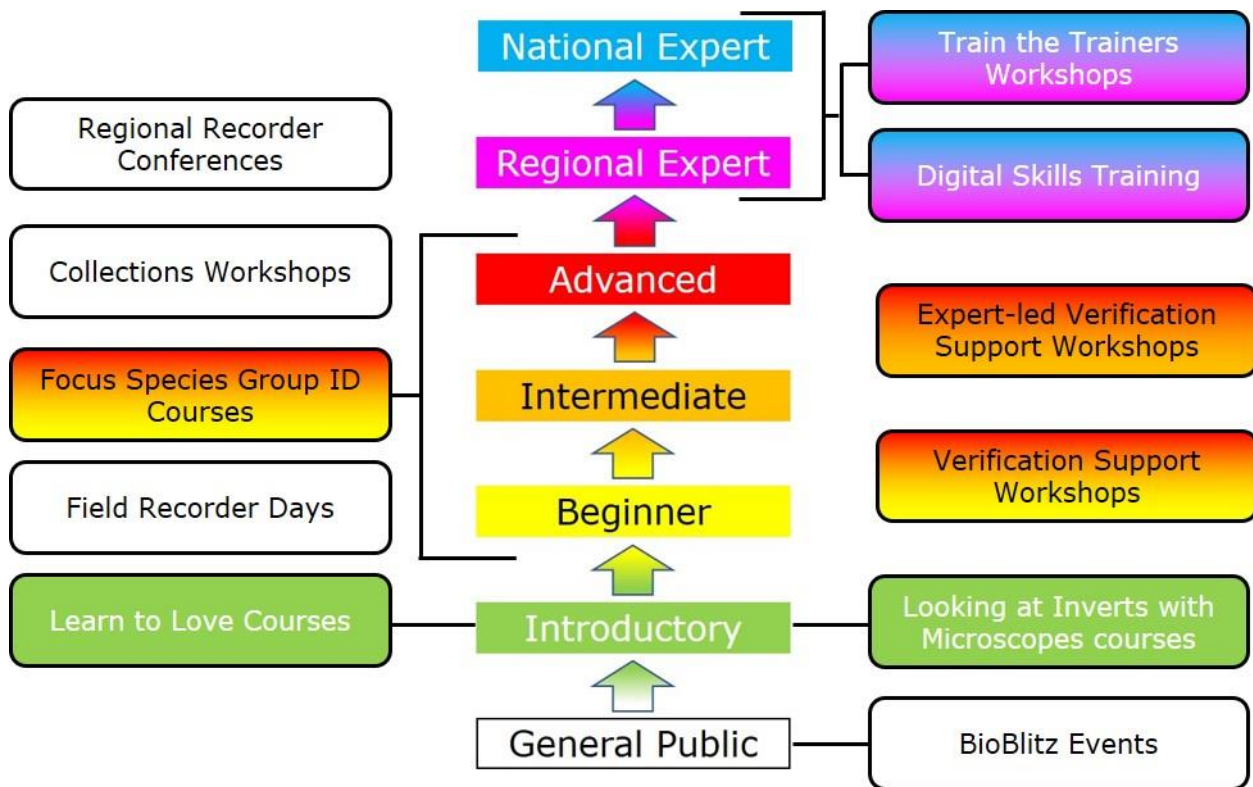 National Expert
Train the Trainers
Workshops
Regional Recorder
Conferences
Regional Expert
Digital Skills Training
Collections Workshops
Advanced
Expert-led Verification
Support Workshops
Focus Species Group ID
Courses
Intermediate
Verification Support
Workshops
Field Recorder Days
Beginner
Learn to Love Courses
Introductory
Looking at Inverts with
Microscopes courses
General Public
BioBlitz Events